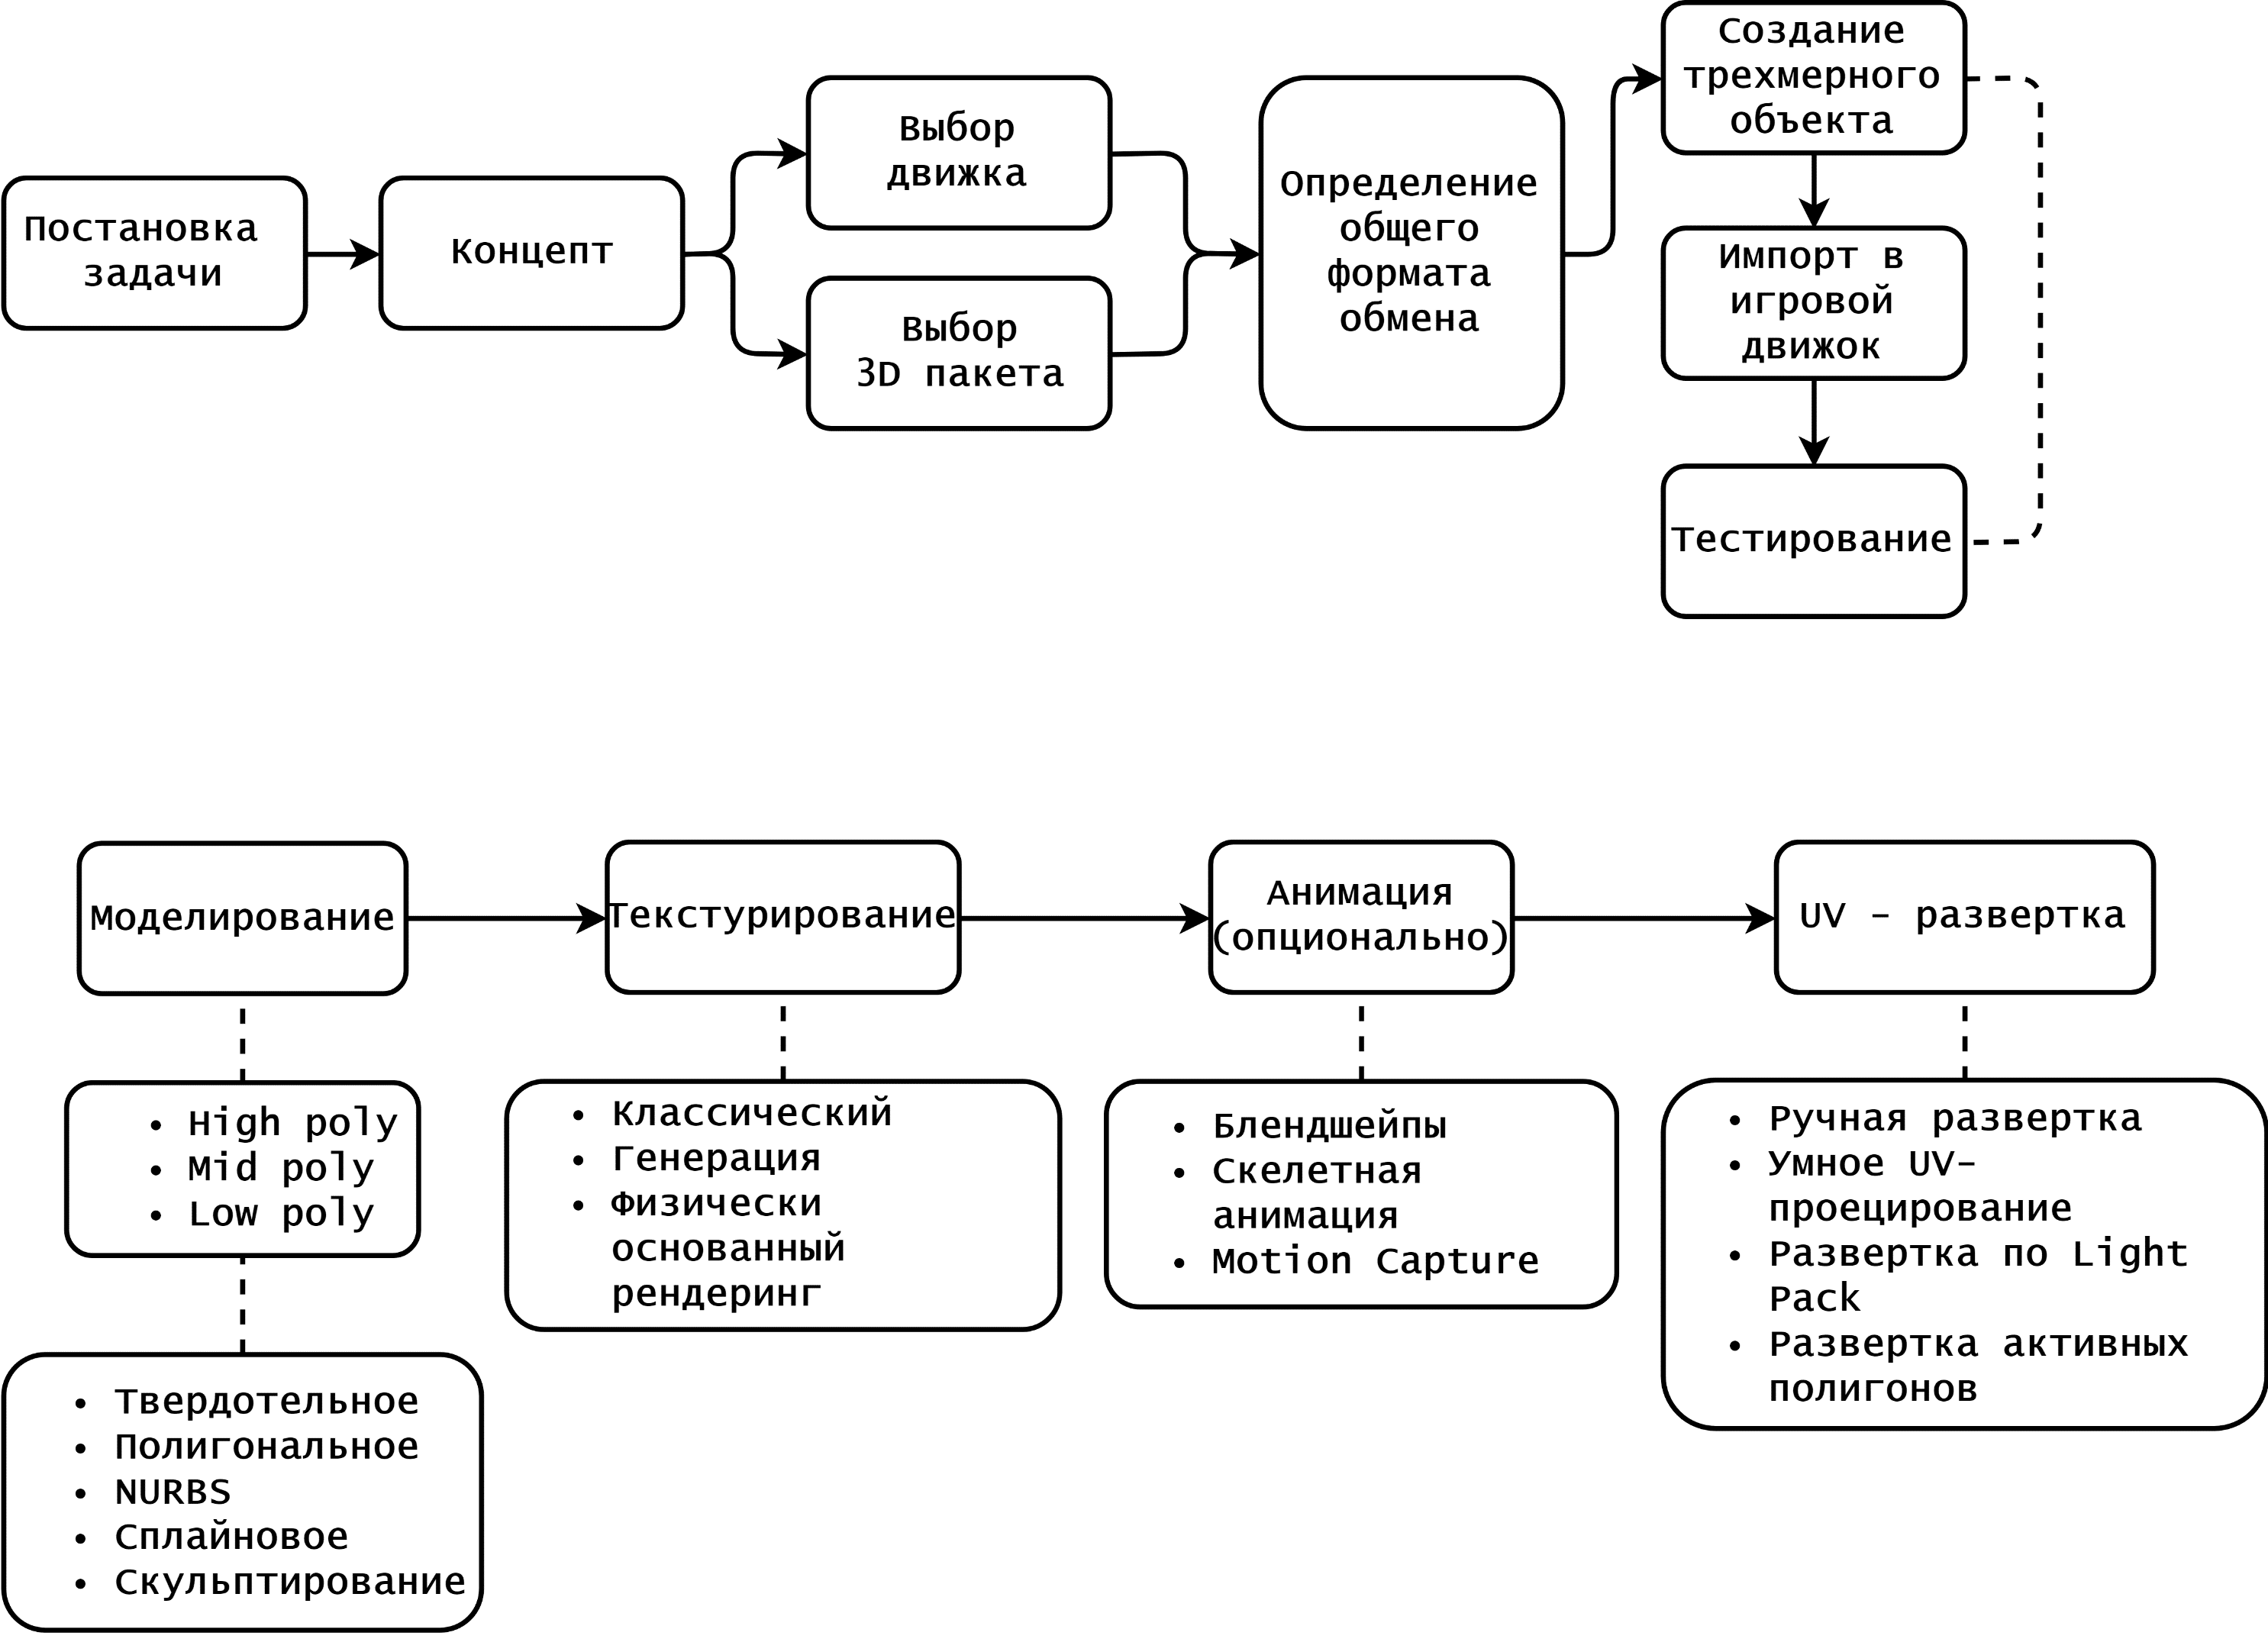 Постановка
задачи
Концепт
Выбор
движка
Выбор
3D пакета
Определение
общего
формата
обмена
Создание
трехмерного
объекта
Импорт в
игровой
движок
Тестирование
Моделирование
Текстурирование
Анимация
(опционально)
UV – развертка
• High poly
• Mid poly
• Low poly
• Твердотельное
• Полигональное
• NURBS
• Сплайновое
• Скульптирование
• Классический
• Генерация
• Физически
основанный
рендеринг
• Блендшейпы
• Скелетная
анимация
• Motion Capture
• Ручная развертка
• Умное UV-
проецирование
• Развертка по Light
Pack
• Развертка активных
полигонов